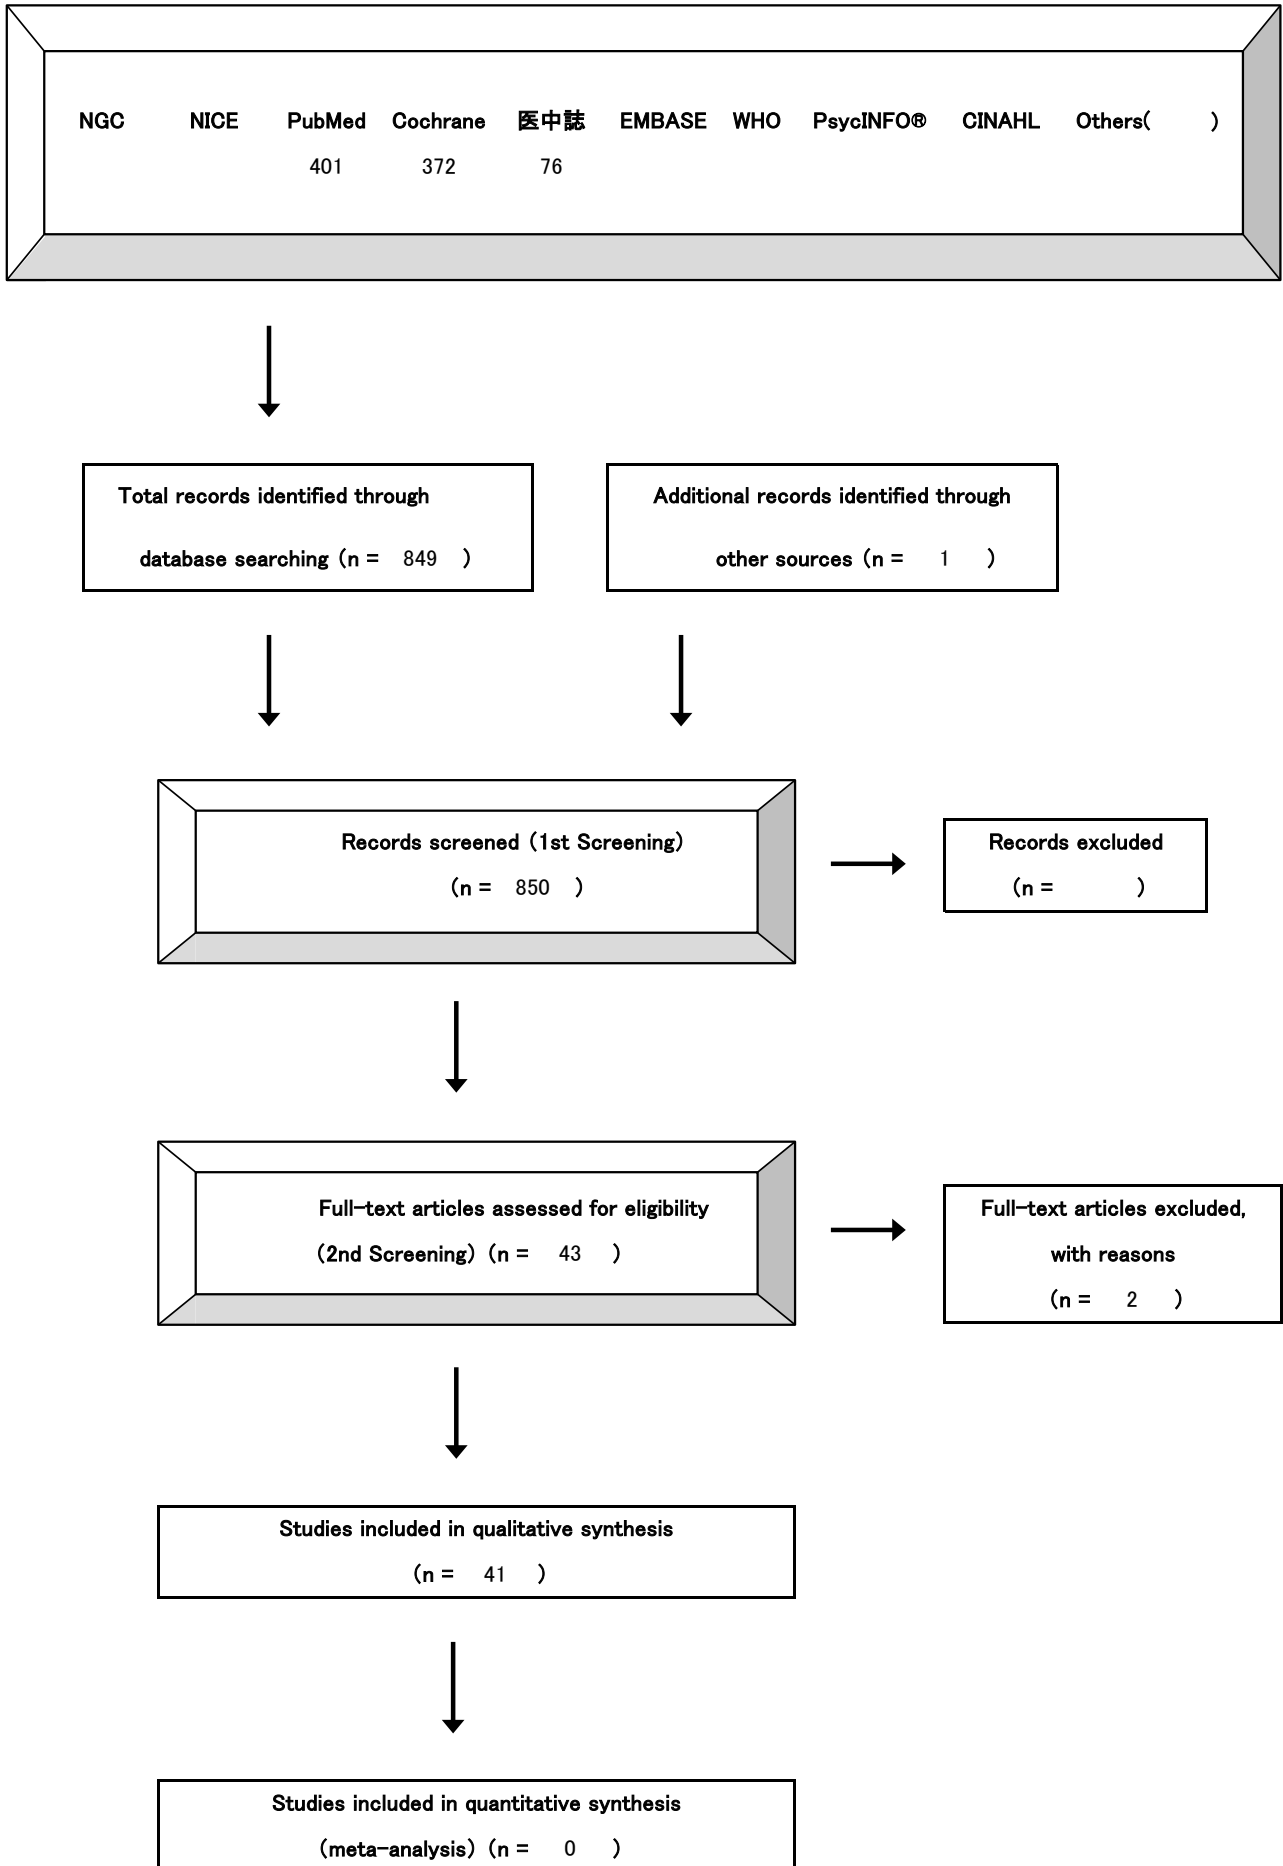 NGC NICE PubMed Cochrane 医中誌 EMBASE WHO PsycINFO® CINAHL Others( )
401 372 76
Total records identified through
database searching (n = 849 )
Additional records identified through
other sources (n = 1 )
Records screened (1st Screening)
(n = 850 )
Records excluded
(n = )
Full-text articles assessed for eligibility
(2nd Screening) (n = 43 )
Full-text articles excluded,
with reasons
(n = 2 )
Studies included in qualitative synthesis
(n = 41 )
Studies included in quantitative synthesis
(meta-analysis) (n = 0 )